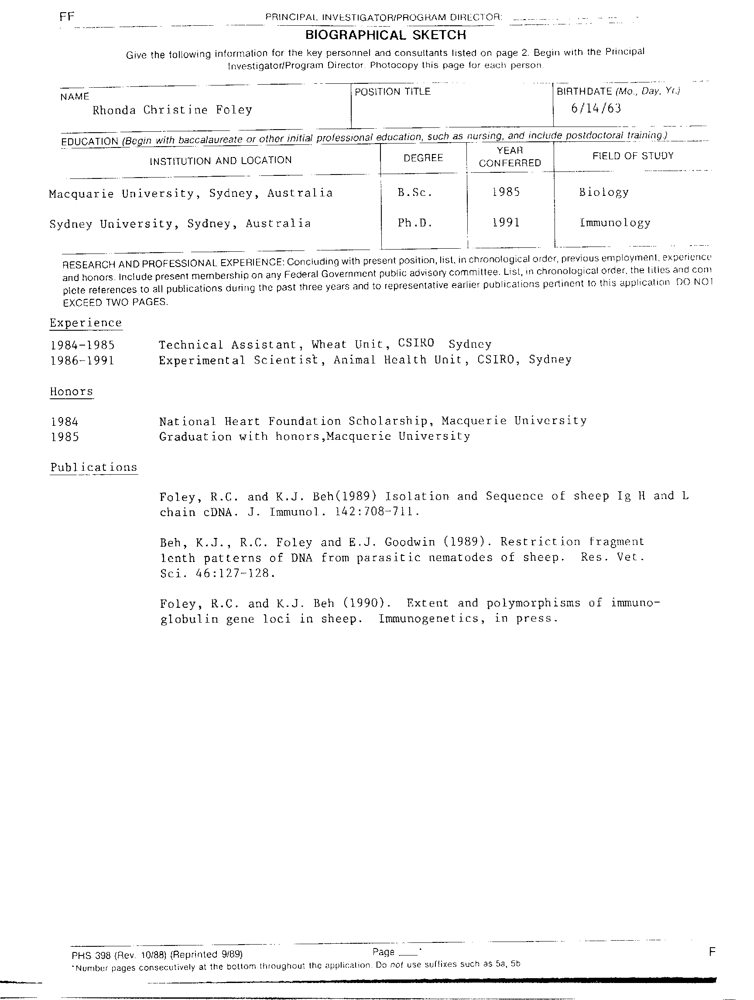 FF
PRINCIPAL INVESTIGATOR/PROGRAM DIRECTOR:
BIOGRAPHICAL SKETCH
Give the following information for the key personnel and consultants listed on page 2. Begin with the Principal
Investigator/Program Director. Photocopy this page for each person.
NAME
Rhonda Christine Foley
POSITION TITLE
BIRTHDATE (Mo., Day, Yr.)
6/14/63
EDUCATION (Begin with baccalaureate or other initial professional education, such as nursing, and include postdoctoral training.)
INSTITUTION AND LOCATION DEGREE YEAR CONFERRED FIELD OF STUDY
Macquarie University, Sydney, Australia B.Sc. 1985 Biology
Sydney University, Sydney, Australia Ph.D. 1991 Immunology
RESEARCH AND PROFESSIONAL EXPERIENCE: Concluding with present position, list, in chronological order, previous employment, experience
and honors. Include present membership on any Federal Government public advisory committee. List, in chronological order, the titles and com
plete references to all publications during the past three years and to representative earlier publications pertinent to this application. DO NOT
EXCEED TWO PAGES.
Experience
1984-1985 Technical Assistant, Wheat Unit, CSIRO Sydney
1986-1991 Experimental Scientist, Animal Health Unit, CSIRO, Sydney
Honors
1984 National Heart Foundation Scholarship, Macquerie University
1985 Graduation with honors,Macquerie University
Publications
Foley, R.C. and K.J. Beh(1989) Isolation and Sequence of sheep Ig H and L
chain cDNA. J. Immunol. 142:708-711.
Beh, K.J., R.C. Foley and E.J. Goodwin (1989). Restriction fragment
lenth patterns of DNA from parasitic nematodes of sheep. Res. Vet.
Sci. 46:127-128.
Foley, R.C. and K.J. Beh (1990). Extent and polymorphisms of immuno-
globulin gene loci in sheep. Immunogenetics, in press.
PHS 398 (Rev. 10/88) (Reprinted 9/89) Page ___* F
*Number pages consecutively at the bottom throughout the application. Do not use suffixes such as 5a, 5b